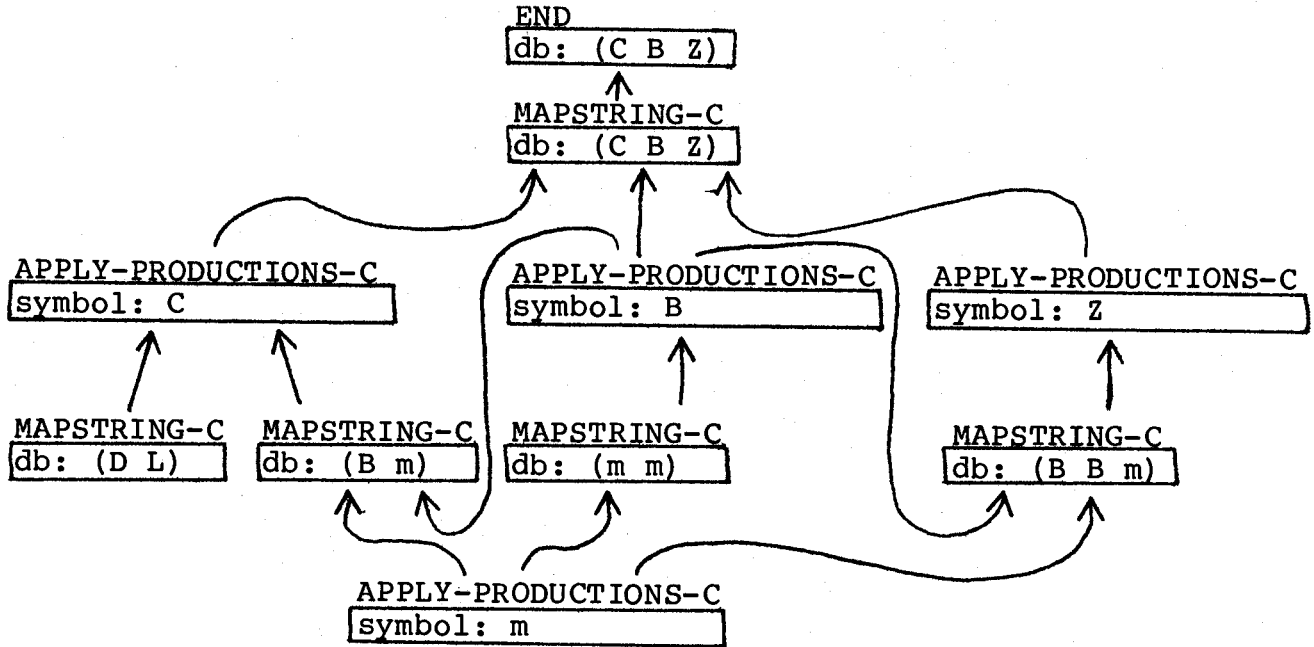 END
db: (C B Z)
MAPSTRING-C
db: (C B Z)
APPLY-PRODUCTIONS-C
symbol: C
APPLY-PRODUCTIONS-C
symbol: B
APPLY-PRODUCTIONS-C
symbol: Z
MAPSTRING-C
db: (D L)
MAPSTRING-C
db: (B m)
MAPSTRING-C
db: (m m)
MAPSTRING-C
db: (B B m)
APPLY-PRODUCTIONS-C
symbol: m